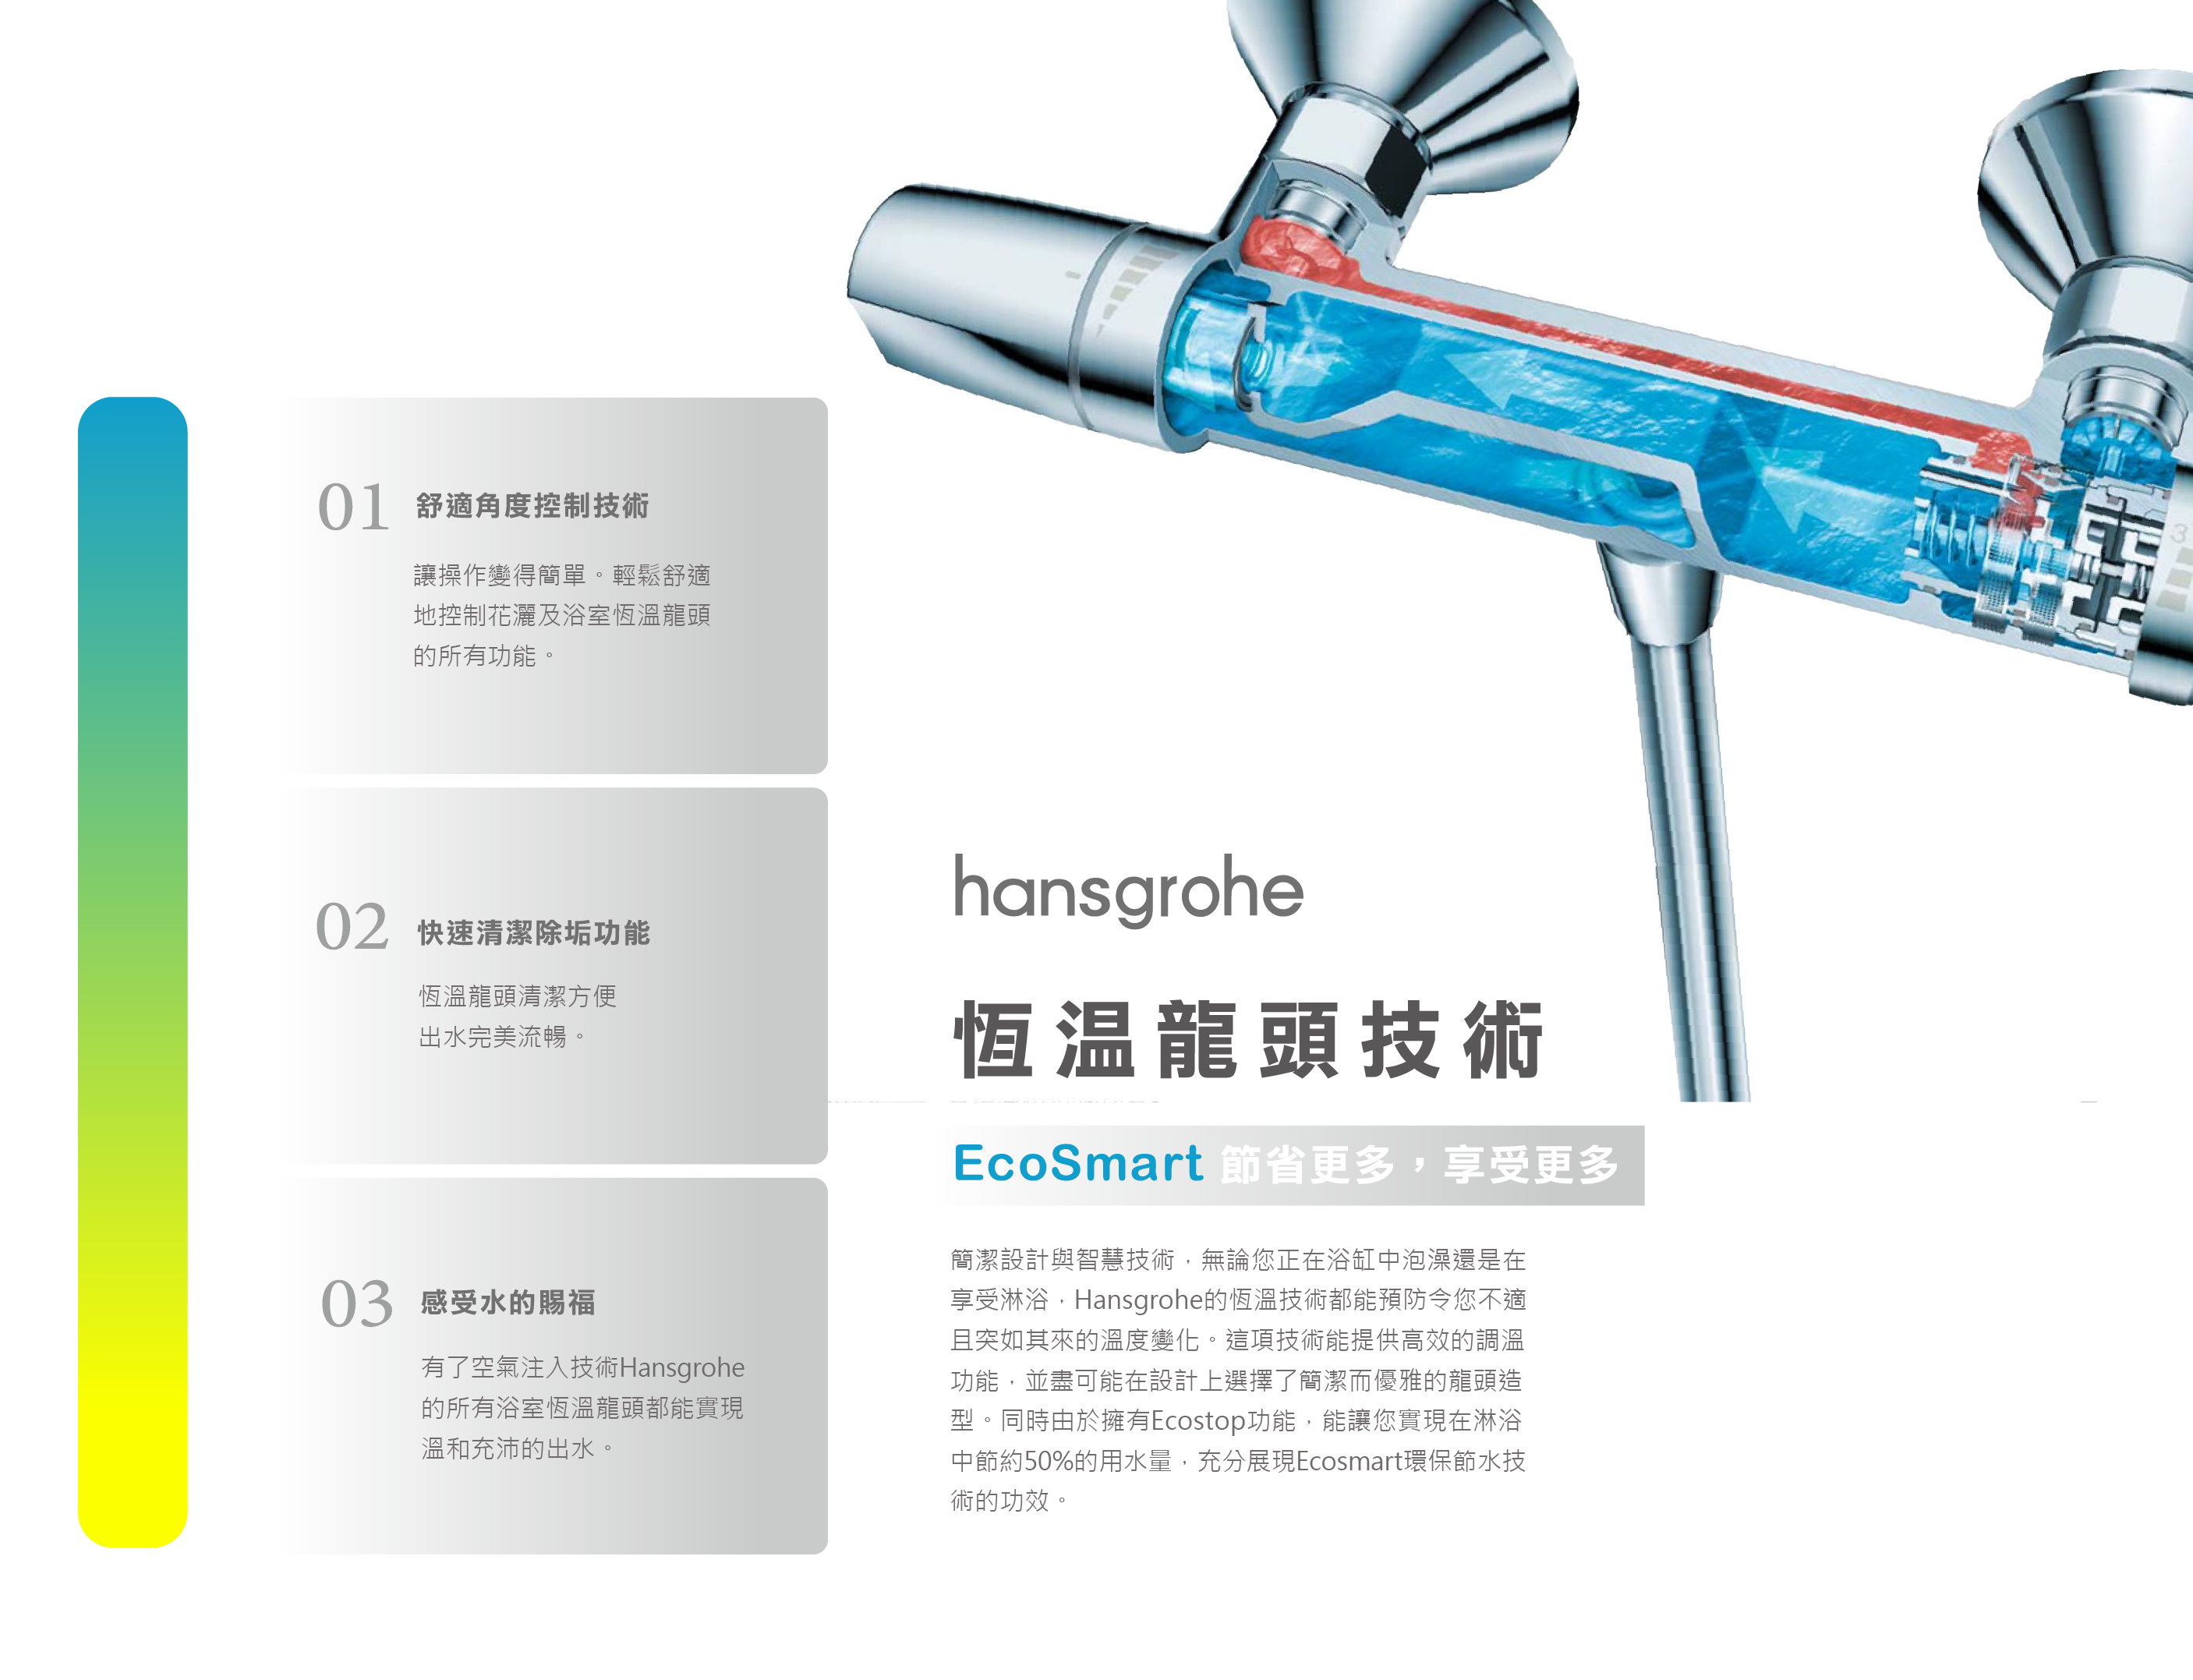 01 舒適角度控制技術
讓操作變得簡單。輕鬆舒適
地控制花灑及浴室恆溫龍頭
的所有功能。
02 快速清潔除垢功能
恆溫龍頭清潔方便
出水完美流暢。
03 感受水的賜福
有了空氣注入技術Hansgrohe
的所有浴室恆溫龍頭都能實現
溫和充沛的出水。
3
hansgrohe
恆温龍頭技術
EcoSmart 節省更多，享受更多
簡潔設計與智慧技術，無論您正在浴缸中泡澡還是在
享受淋浴，Hansgrohe的恆溫技術都能預防令您不適
且突如其來的溫度變化。這項技術能提供高效的調溫
功能，並盡可能在設計上選擇了簡潔而優雅的龍頭造
型。同時由於擁有Ecostop功能，能讓您實現在淋浴
中節約50%的用水量，充分展現Ecosmart環保節水技
術的功效。